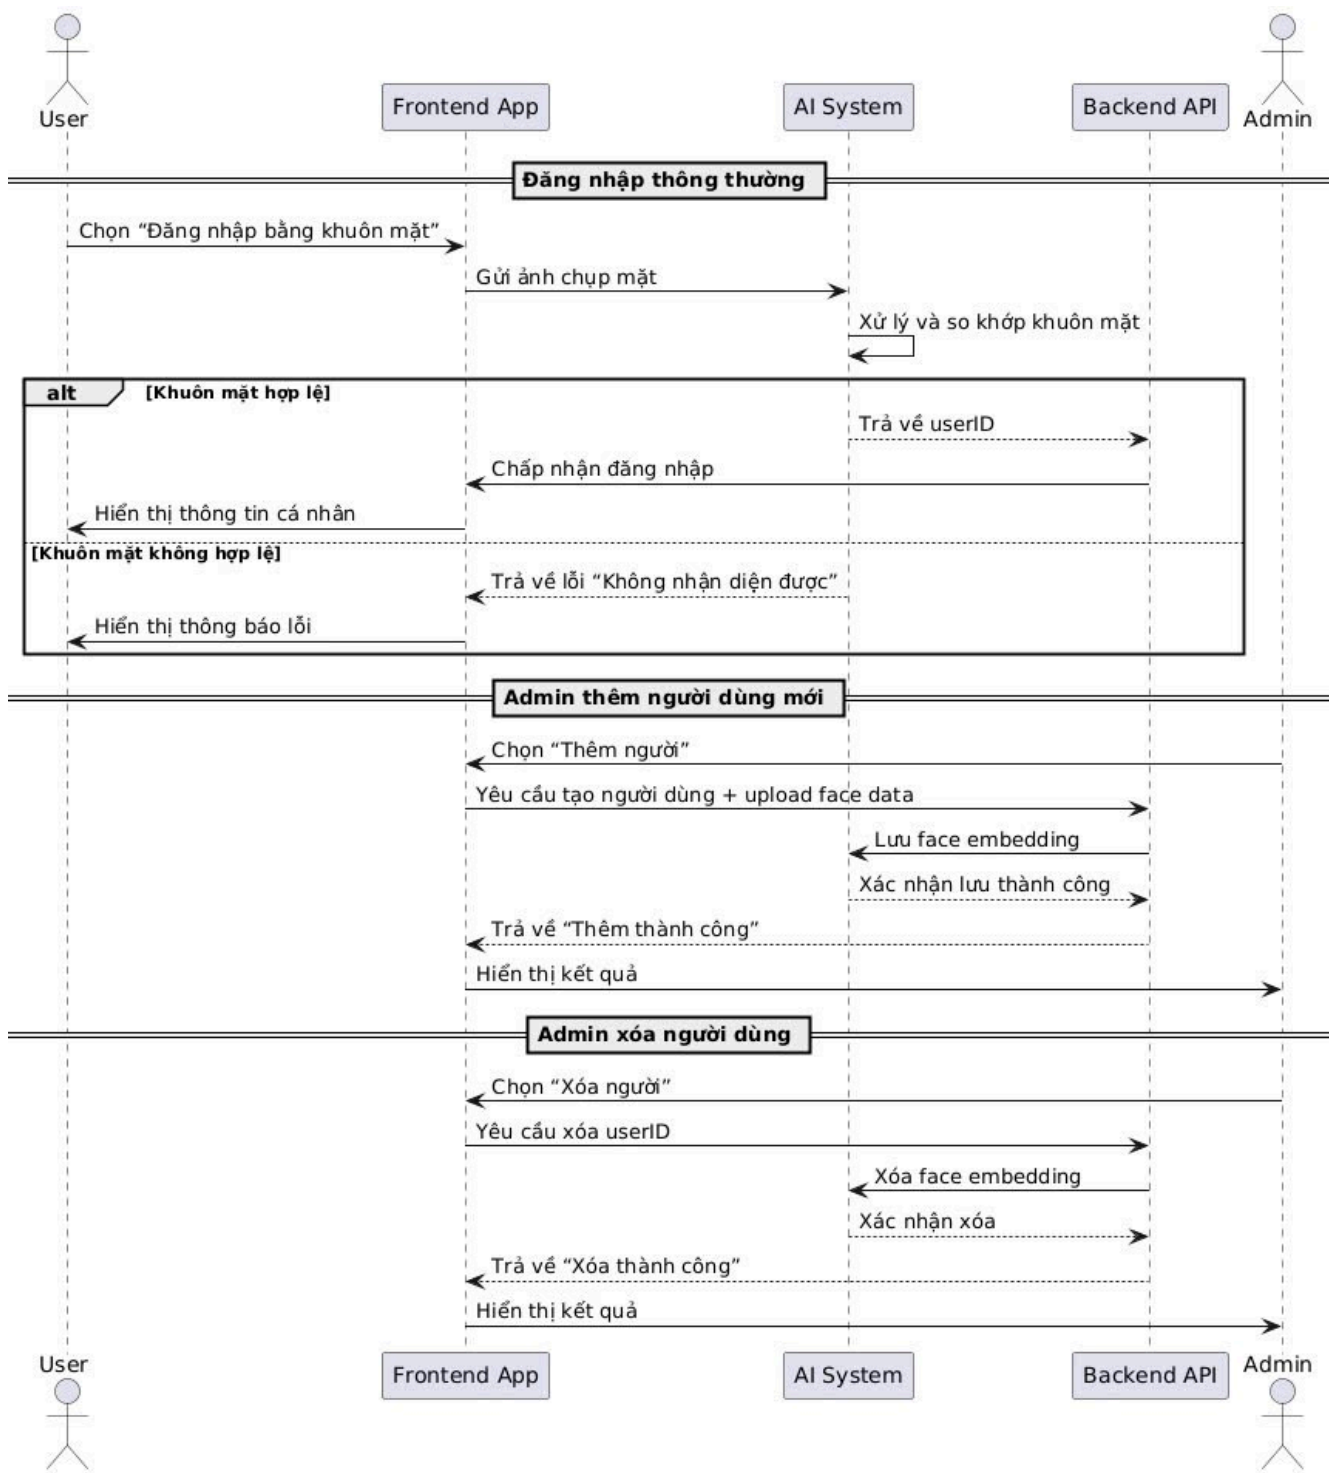 User
Frontend App
AI System
Backend API
Admin
Đăng nhập thông thường
Chọn “Đăng nhập bằng khuôn mặt”
Gửi ảnh chụp mặt
Xử lý và so khớp khuôn mặt
alt
[Khuôn mặt hợp lệ]
Trả về userID
Chấp nhận đăng nhập
Hiển thị thông tin cá nhân
[Khuôn mặt không hợp lệ]
Trả về lỗi “Không nhận diện được”
Hiển thị thông báo lỗi
Admin thêm người dùng mới
Chọn “Thêm người”
Yêu cầu tạo người dùng + upload face data
Lưu face embedding
Xác nhận lưu thành công
Trả về “Thêm thành công”
Hiển thị kết quả
Admin xóa người dùng
Chọn “Xóa người”
Yêu cầu xóa userID
Xóa face embedding
Xác nhận xóa
Trả về “Xóa thành công”
Hiển thị kết quả
User
Frontend App
AI System
Backend API
Admin